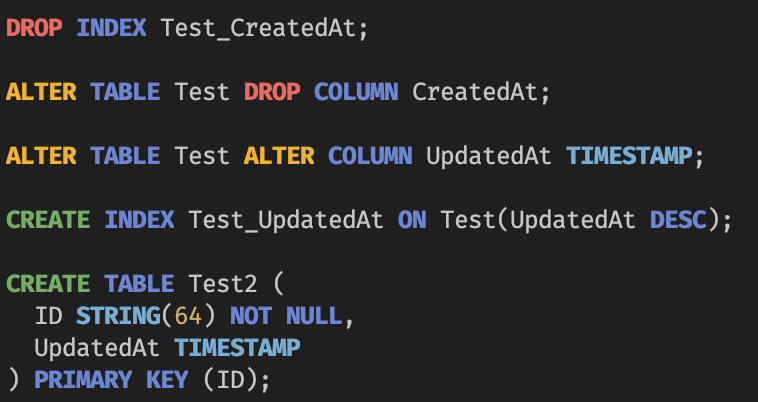 DROP INDEX Test_CreatedAt;
ALTER TABLE Test DROP COLUMN CreatedAt;
ALTER TABLE Test ALTER COLUMN UpdatedAt TIMESTAMP;
CREATE INDEX Test_UpdatedAt ON Test(UpdatedAt DESC);
CREATE TABLE Test2 (
  ID STRING(64) NOT NULL,
  UpdatedAt TIMESTAMP
) PRIMARY KEY (ID);